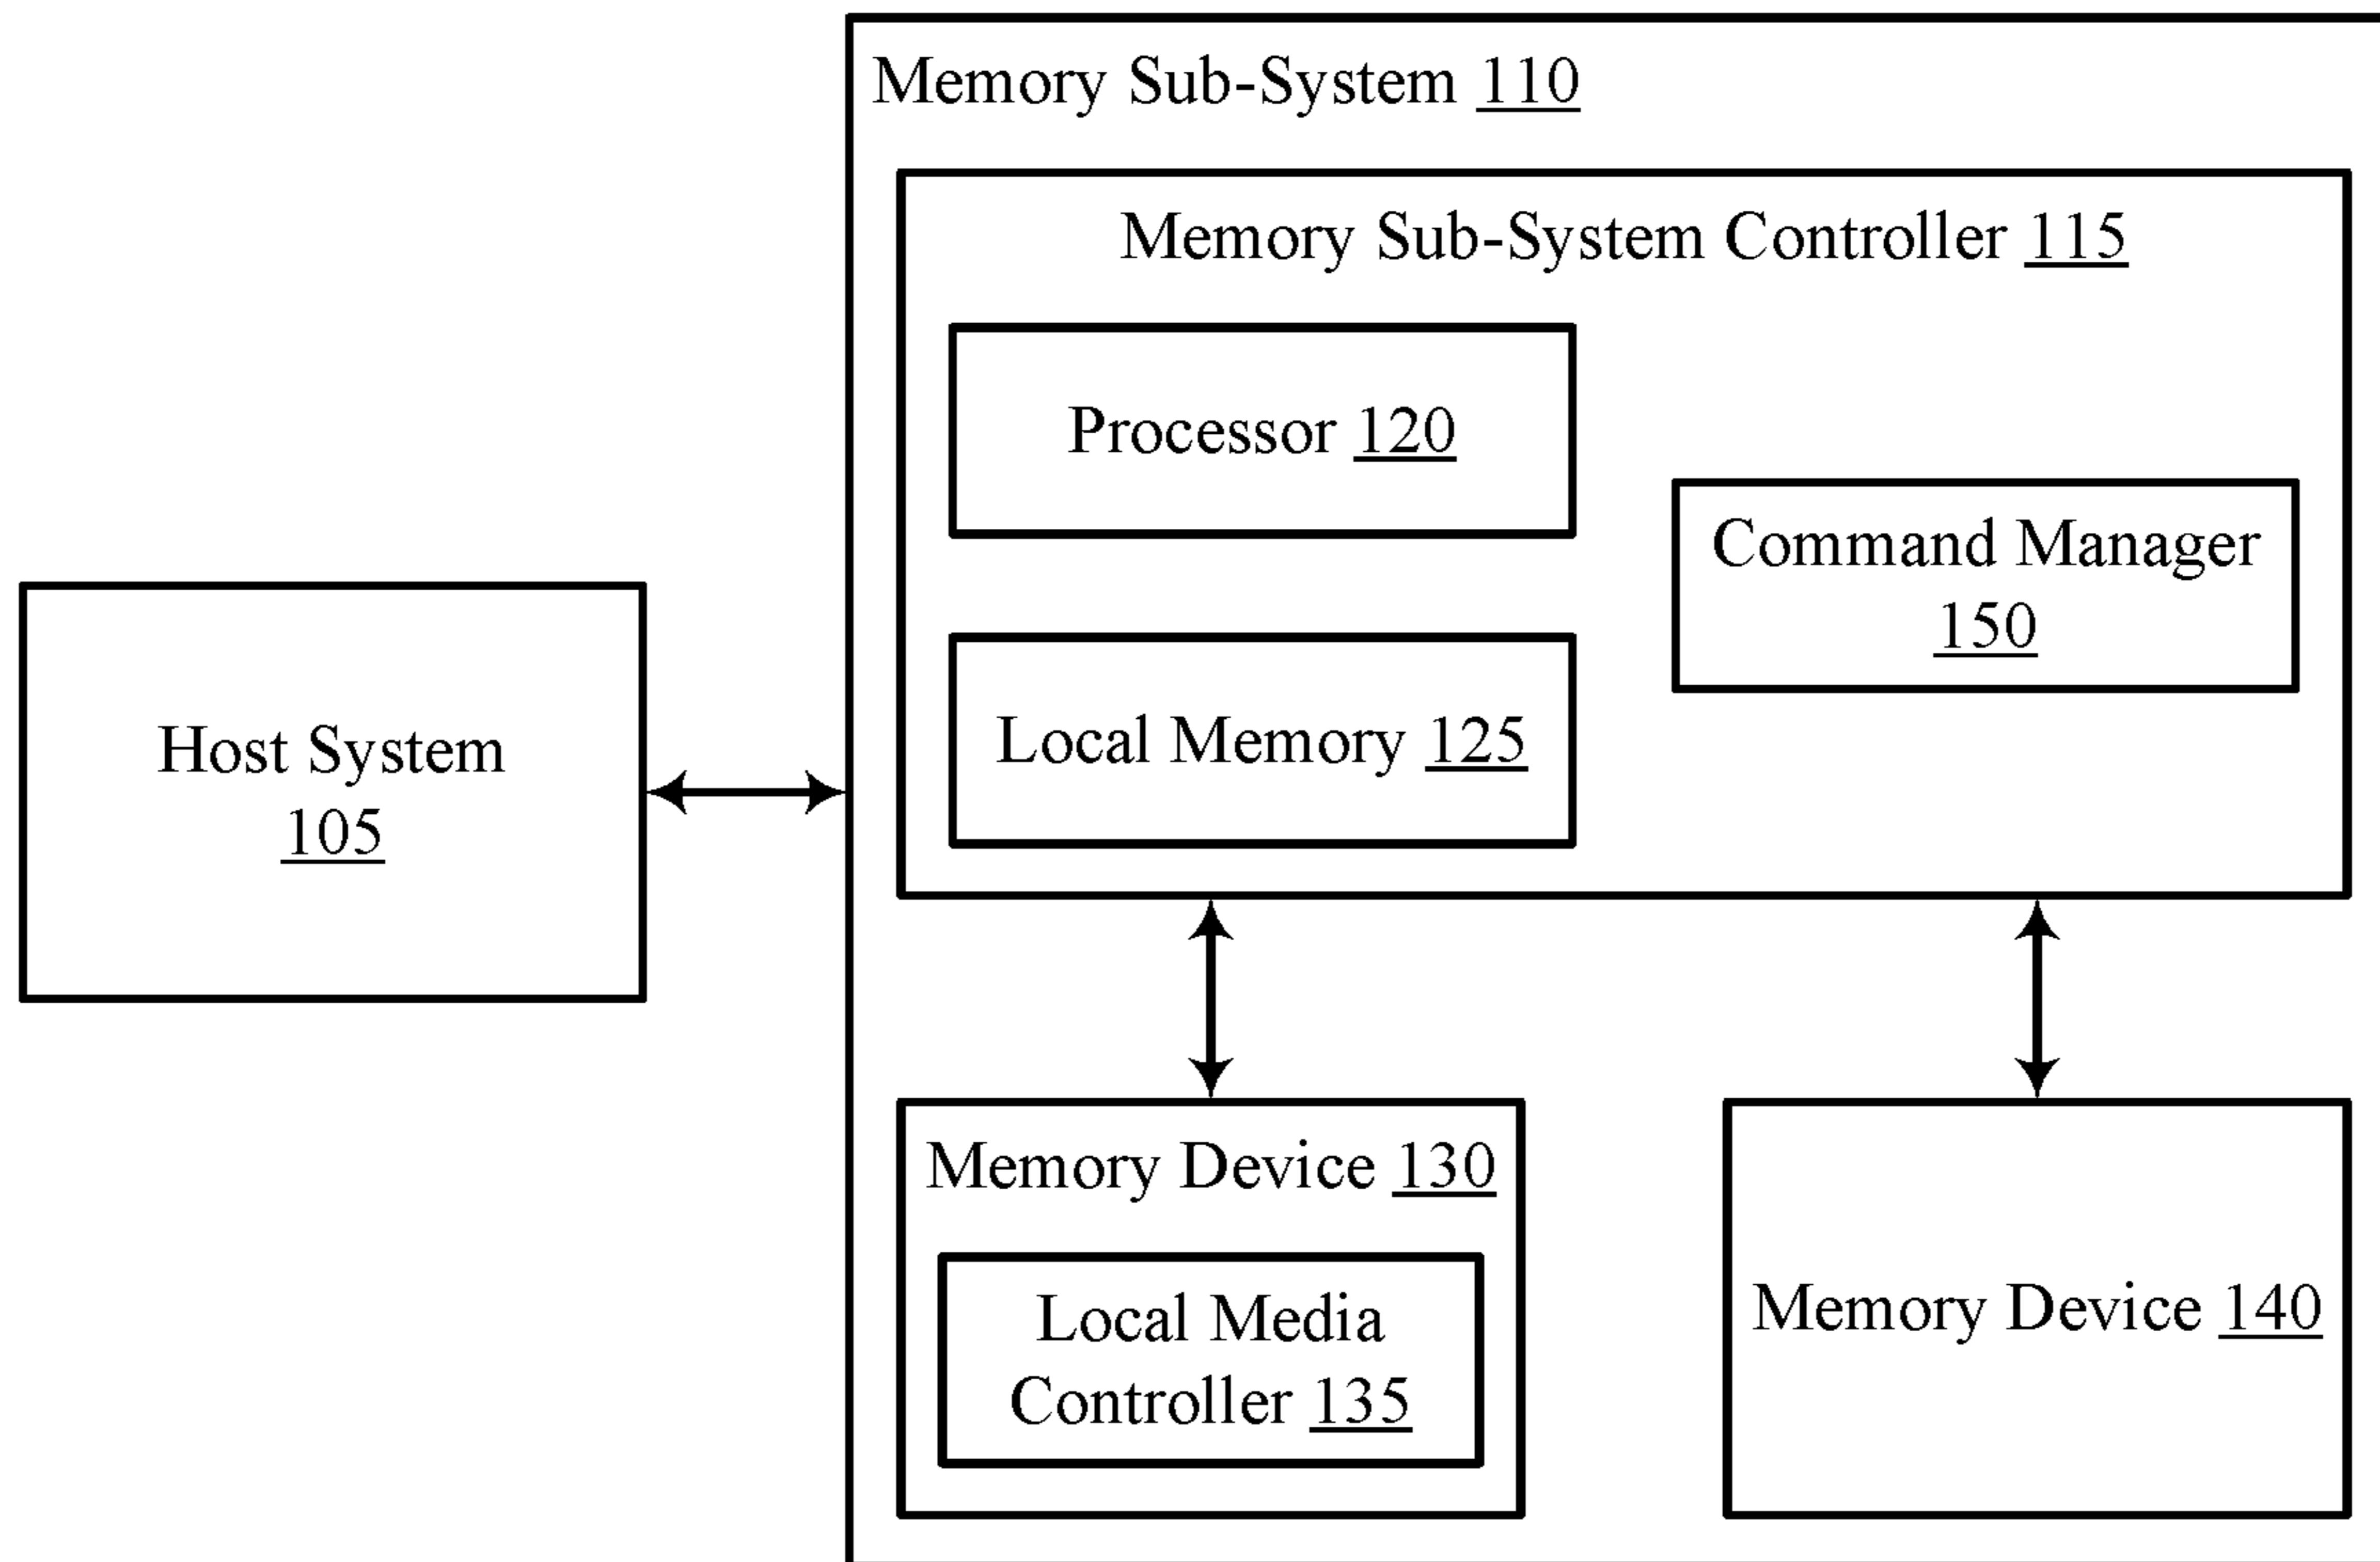 Memory Sub-System 110
Memory Sub-System Controller 115
Processor 120
Command Manager
150
Local Memory 125
Host System
105
Memory Device 130
Local Media
Controller 135
Memory Device 140